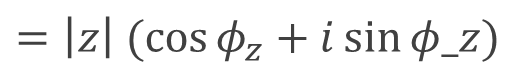 = |z| (cos ϕ_z + i sin ϕ_z)